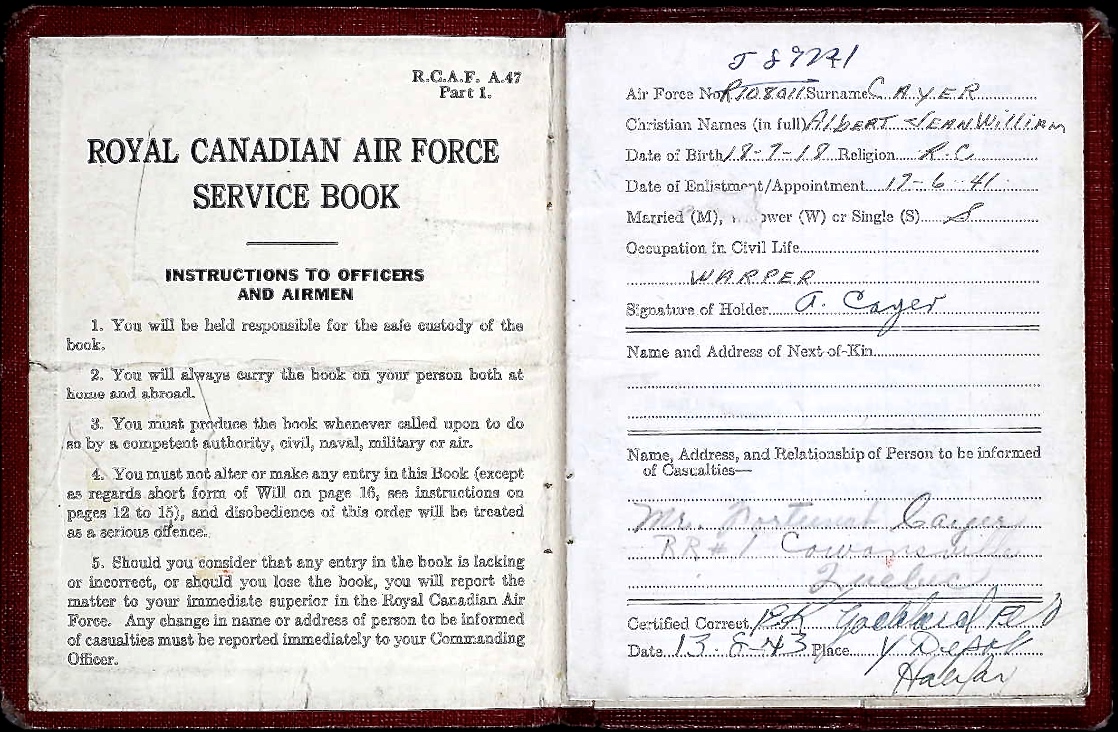 R.C.A.F. A.47
Part 1.
ROYAL CANADIAN AIR FORCE
SERVICE BOOK
INSTRUCTIONS TO OFFICERS
AND AIRMEN
1. You will be held responsible for the safe custody of the
book.
2. You will always carry the book on your person both at
home and abroad.
3. You must produce the book whenever called upon to do
so by a competent authority, civil, naval, military or air.
4. You must not alter or make any entry in this Book (except
as regards short form of Will on page 16, see instructions on
pages 12 to 15), and disobedience of this order will be treated
as a serious offence.
5. Should you consider that any entry in the book is lacking
or incorrect, or should you lose the book, you will report the
matter to your immediate superior in the Royal Canadian Air
Force. Any change in name or address of person to be informed
of casualties must be reported immediately to your Commanding
Officer.
Air Force No. R108011 Surname CAYER
Christian Names (in full) Albert Jean William
Date of Birth 18-7-18 Religion R.C
Date of Enlistment/Appointment 17-6-41
Married (M), (W) or Single (S) S
Occupation in Civil Life
WARPER
Signature of Holder A. Cayer
Name and Address of Next-of-Kin
Name, Address, and Relationship of Person to be informed
of Casualties—
Mr. Cayer
RR#1 Cowansville
Quebec
Certified Correct
Date 13-8-43 Place Y Depot
Halifax